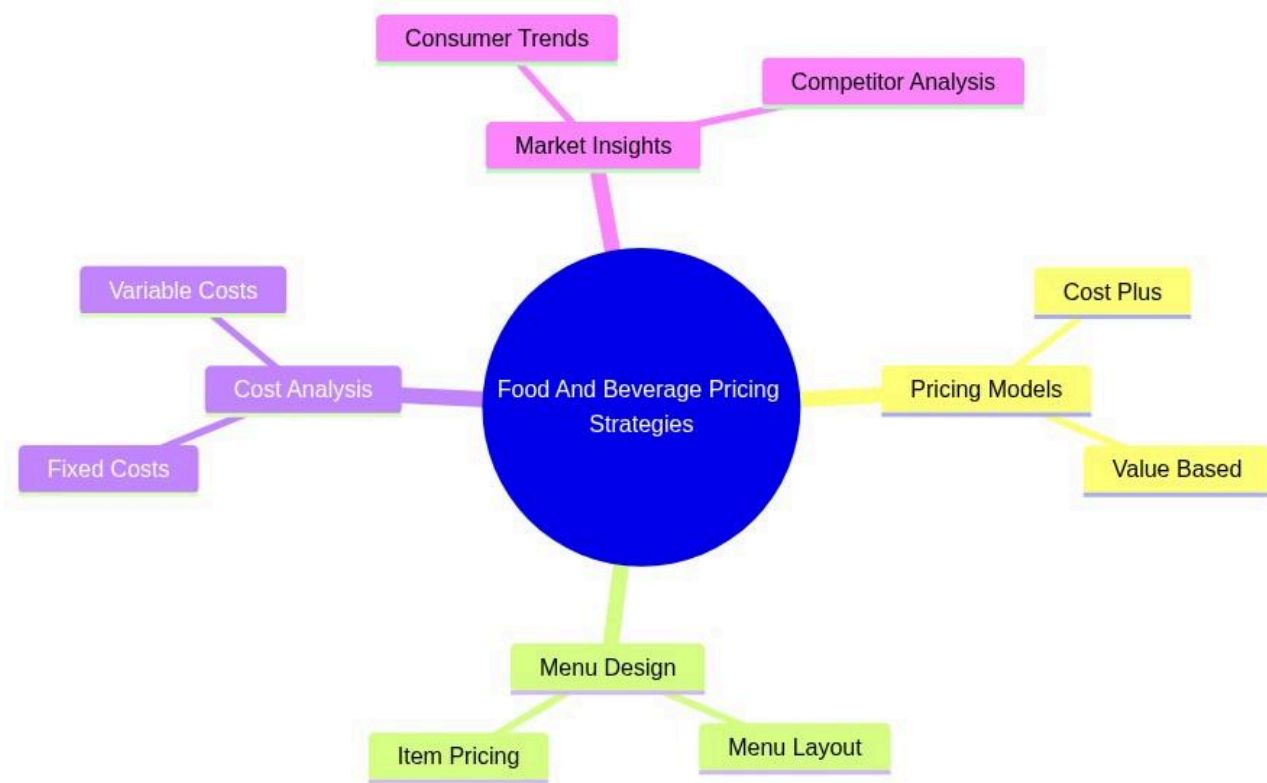 Consumer Trends
Competitor Analysis
Market Insights
Variable Costs
Cost Plus
Cost Analysis
Food And Beverage Pricing
Strategies
Pricing Models
Fixed Costs
Value Based
Menu Design
Item Pricing
Menu Layout